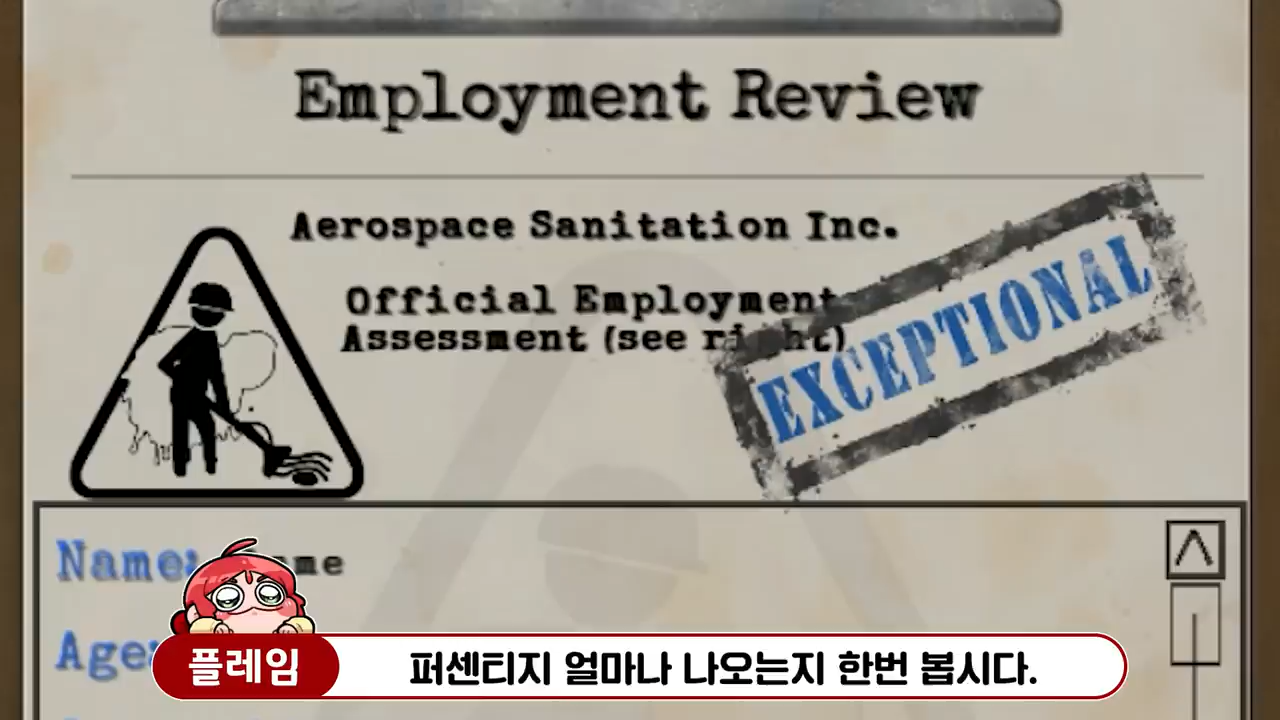 Employment Review
Aerospace Sanitation Inc.
Official Employment
Assessment (see right)
EXCEPTIONAL
Name:
Age:
플레임
퍼센티지 얼마나 나오는지 한번 봅시다.